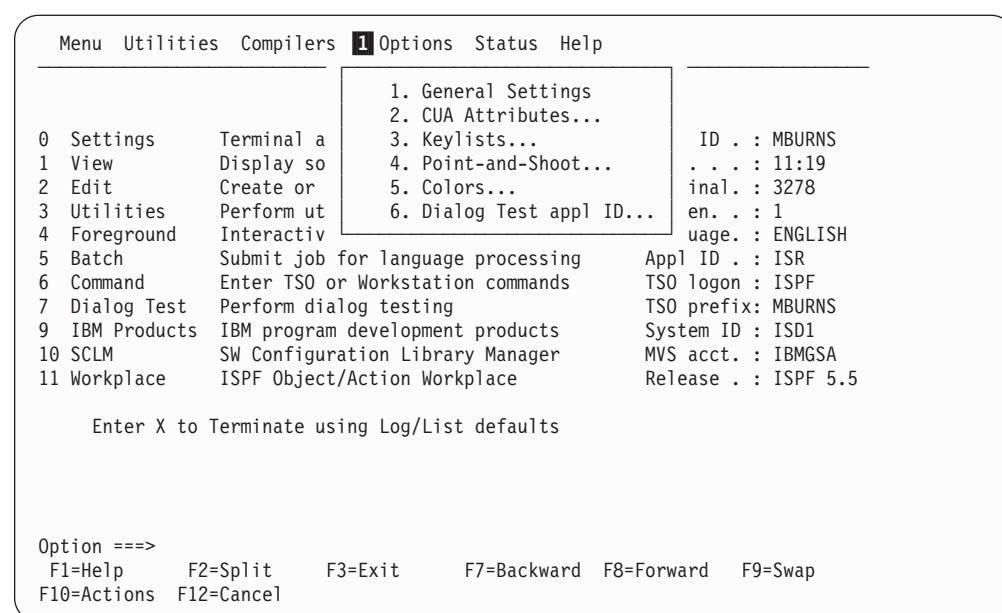 Menu Utilities Compilers 1 Options Status Help
1. General Settings
2. CUA Attributes...
0 Settings Terminal a 3. Keylists... ID . : MBURNS
1 View Display so 4. Point-and-Shoot... . . . : 11:19
2 Edit Create or 5. Colors... inal. : 3278
3 Utilities Perform ut 6. Dialog Test appl ID... en. . : 1
4 Foreground Interactiv uage. : ENGLISH
5 Batch Submit job for language processing Appl ID . : ISR
6 Command Enter TSO or Workstation commands TSO logon : ISPF
7 Dialog Test Perform dialog testing TSO prefix: MBURNS
9 IBM Products IBM program development products System ID : ISD1
10 SCLM SW Configuration Library Manager MVS acct. : IBMGSA
11 Workplace ISPF Object/Action Workplace Release . : ISPF 5.5
Enter X to Terminate using Log/List defaults
Option ===>
F1=Help F2=Split F3=Exit F7=Backward F8=Forward F9=Swap
F10=Actions F12=Cancel